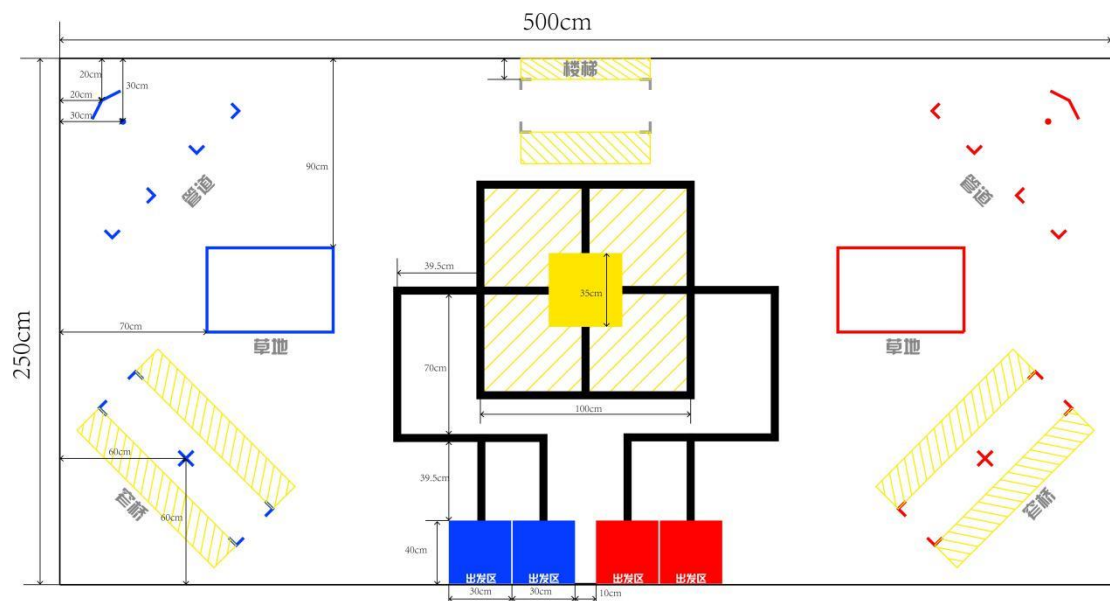 500cm
楼梯
20cm
30cm
20cm
30cm
90cm
管道
管道
39.5cm
35cm
250cm
70cm
草地
草地
70cm
100cm
60cm
39.5cm
窄桥
窄桥
60cm
40cm
出发区
出发区
出发区
出发区
30cm
30cm
10cm